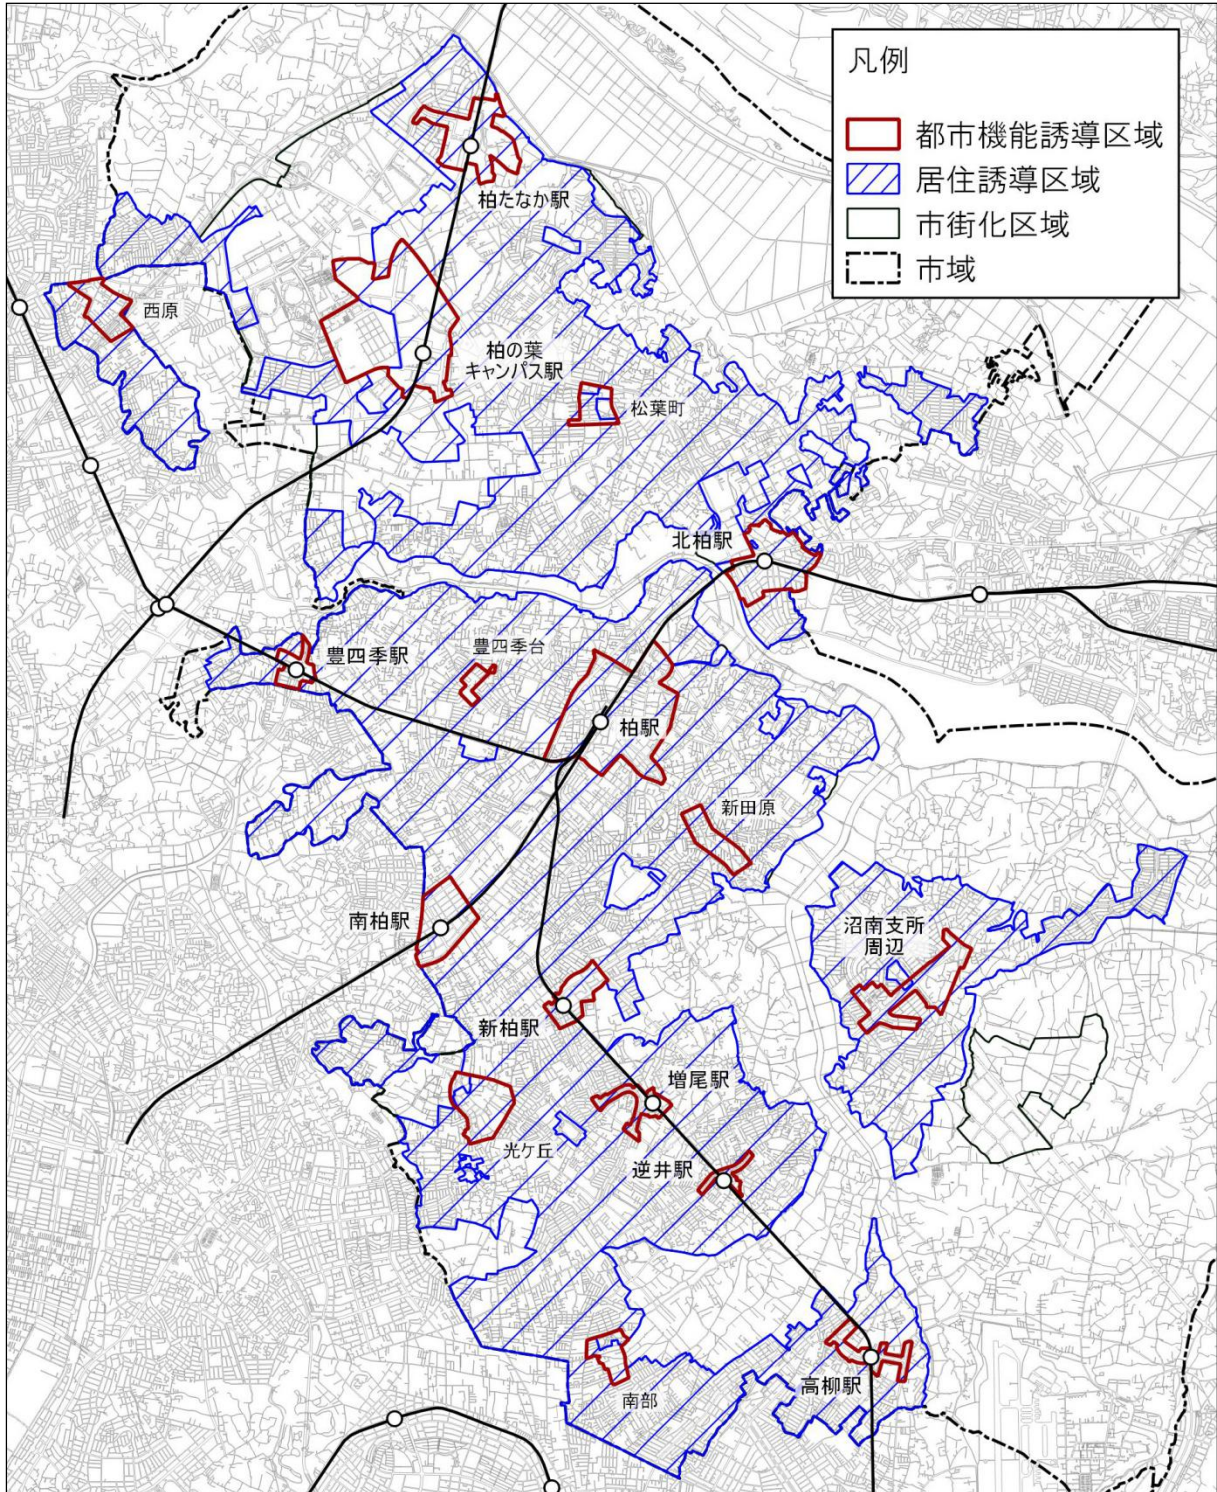 凡例
都市機能誘導区域
居住誘導区域
市街化区域
市域
柏たなか駅
西原
柏の葉
キャンパス駅
松葉町
北柏駅
豊四季駅
豊四季台
柏駅
新田原
南柏駅
沼南支所
周辺
新柏駅
増尾駅
光ケ丘
逆井駅
高柳駅
南部